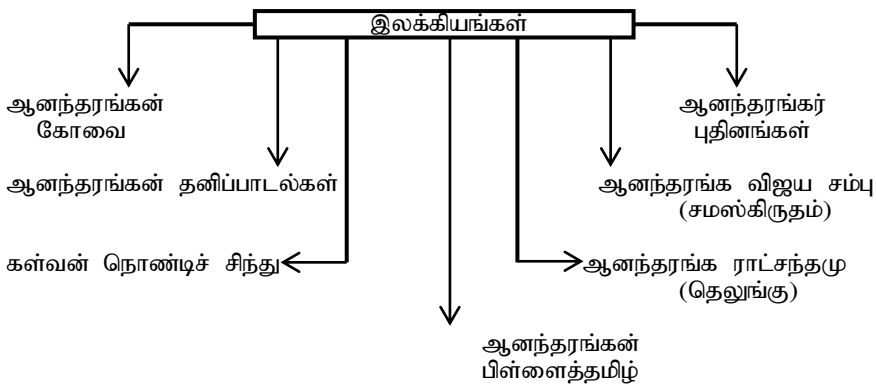 இலக்கியங்கள்
ஆனந்தரங்கன்
கோவை
ஆனந்தரங்கர்
புதினங்கள்
ஆனந்தரங்கன் தனிப்பாடல்கள்
ஆனந்தரங்க விஜய சம்பு
(சமஸ்கிருதம்)
கள்வன் நொண்டிச் சிந்து
ஆனந்தரங்க ராட்சந்தமு
(தெலுங்கு)
ஆனந்தரங்கன்
பிள்ளைத்தமிழ்